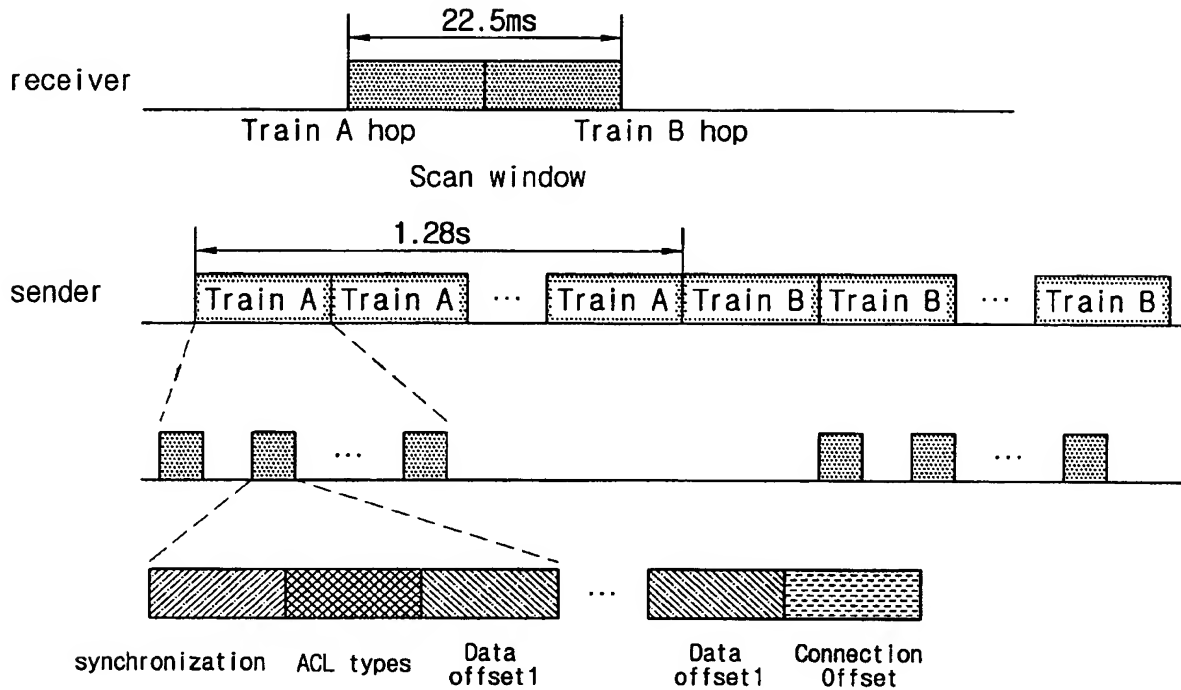 22.5ms
receiver
Train A hop Train B hop
Scan window
1.28s
sender
Train A Train A ... Train A Train B Train B ... Train B
... ...
...
synchronization ACL types Data offset1 Data offset1 Connection Offset